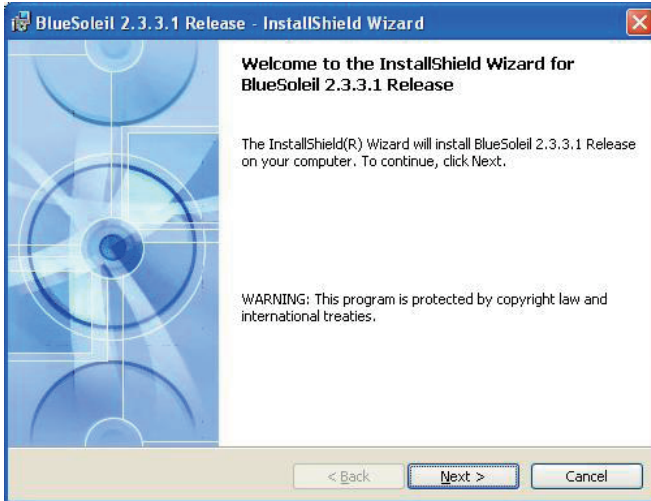 BlueSoleil 2.3.3.1 Release - InstallShield Wizard
Welcome to the InstallShield Wizard for
BlueSoleil 2.3.3.1 Release
The InstallShield(R) Wizard will install BlueSoleil 2.3.3.1 Release
on your computer. To continue, click Next.
WARNING: This program is protected by copyright law and
international treaties.
< Back
Next >
Cancel